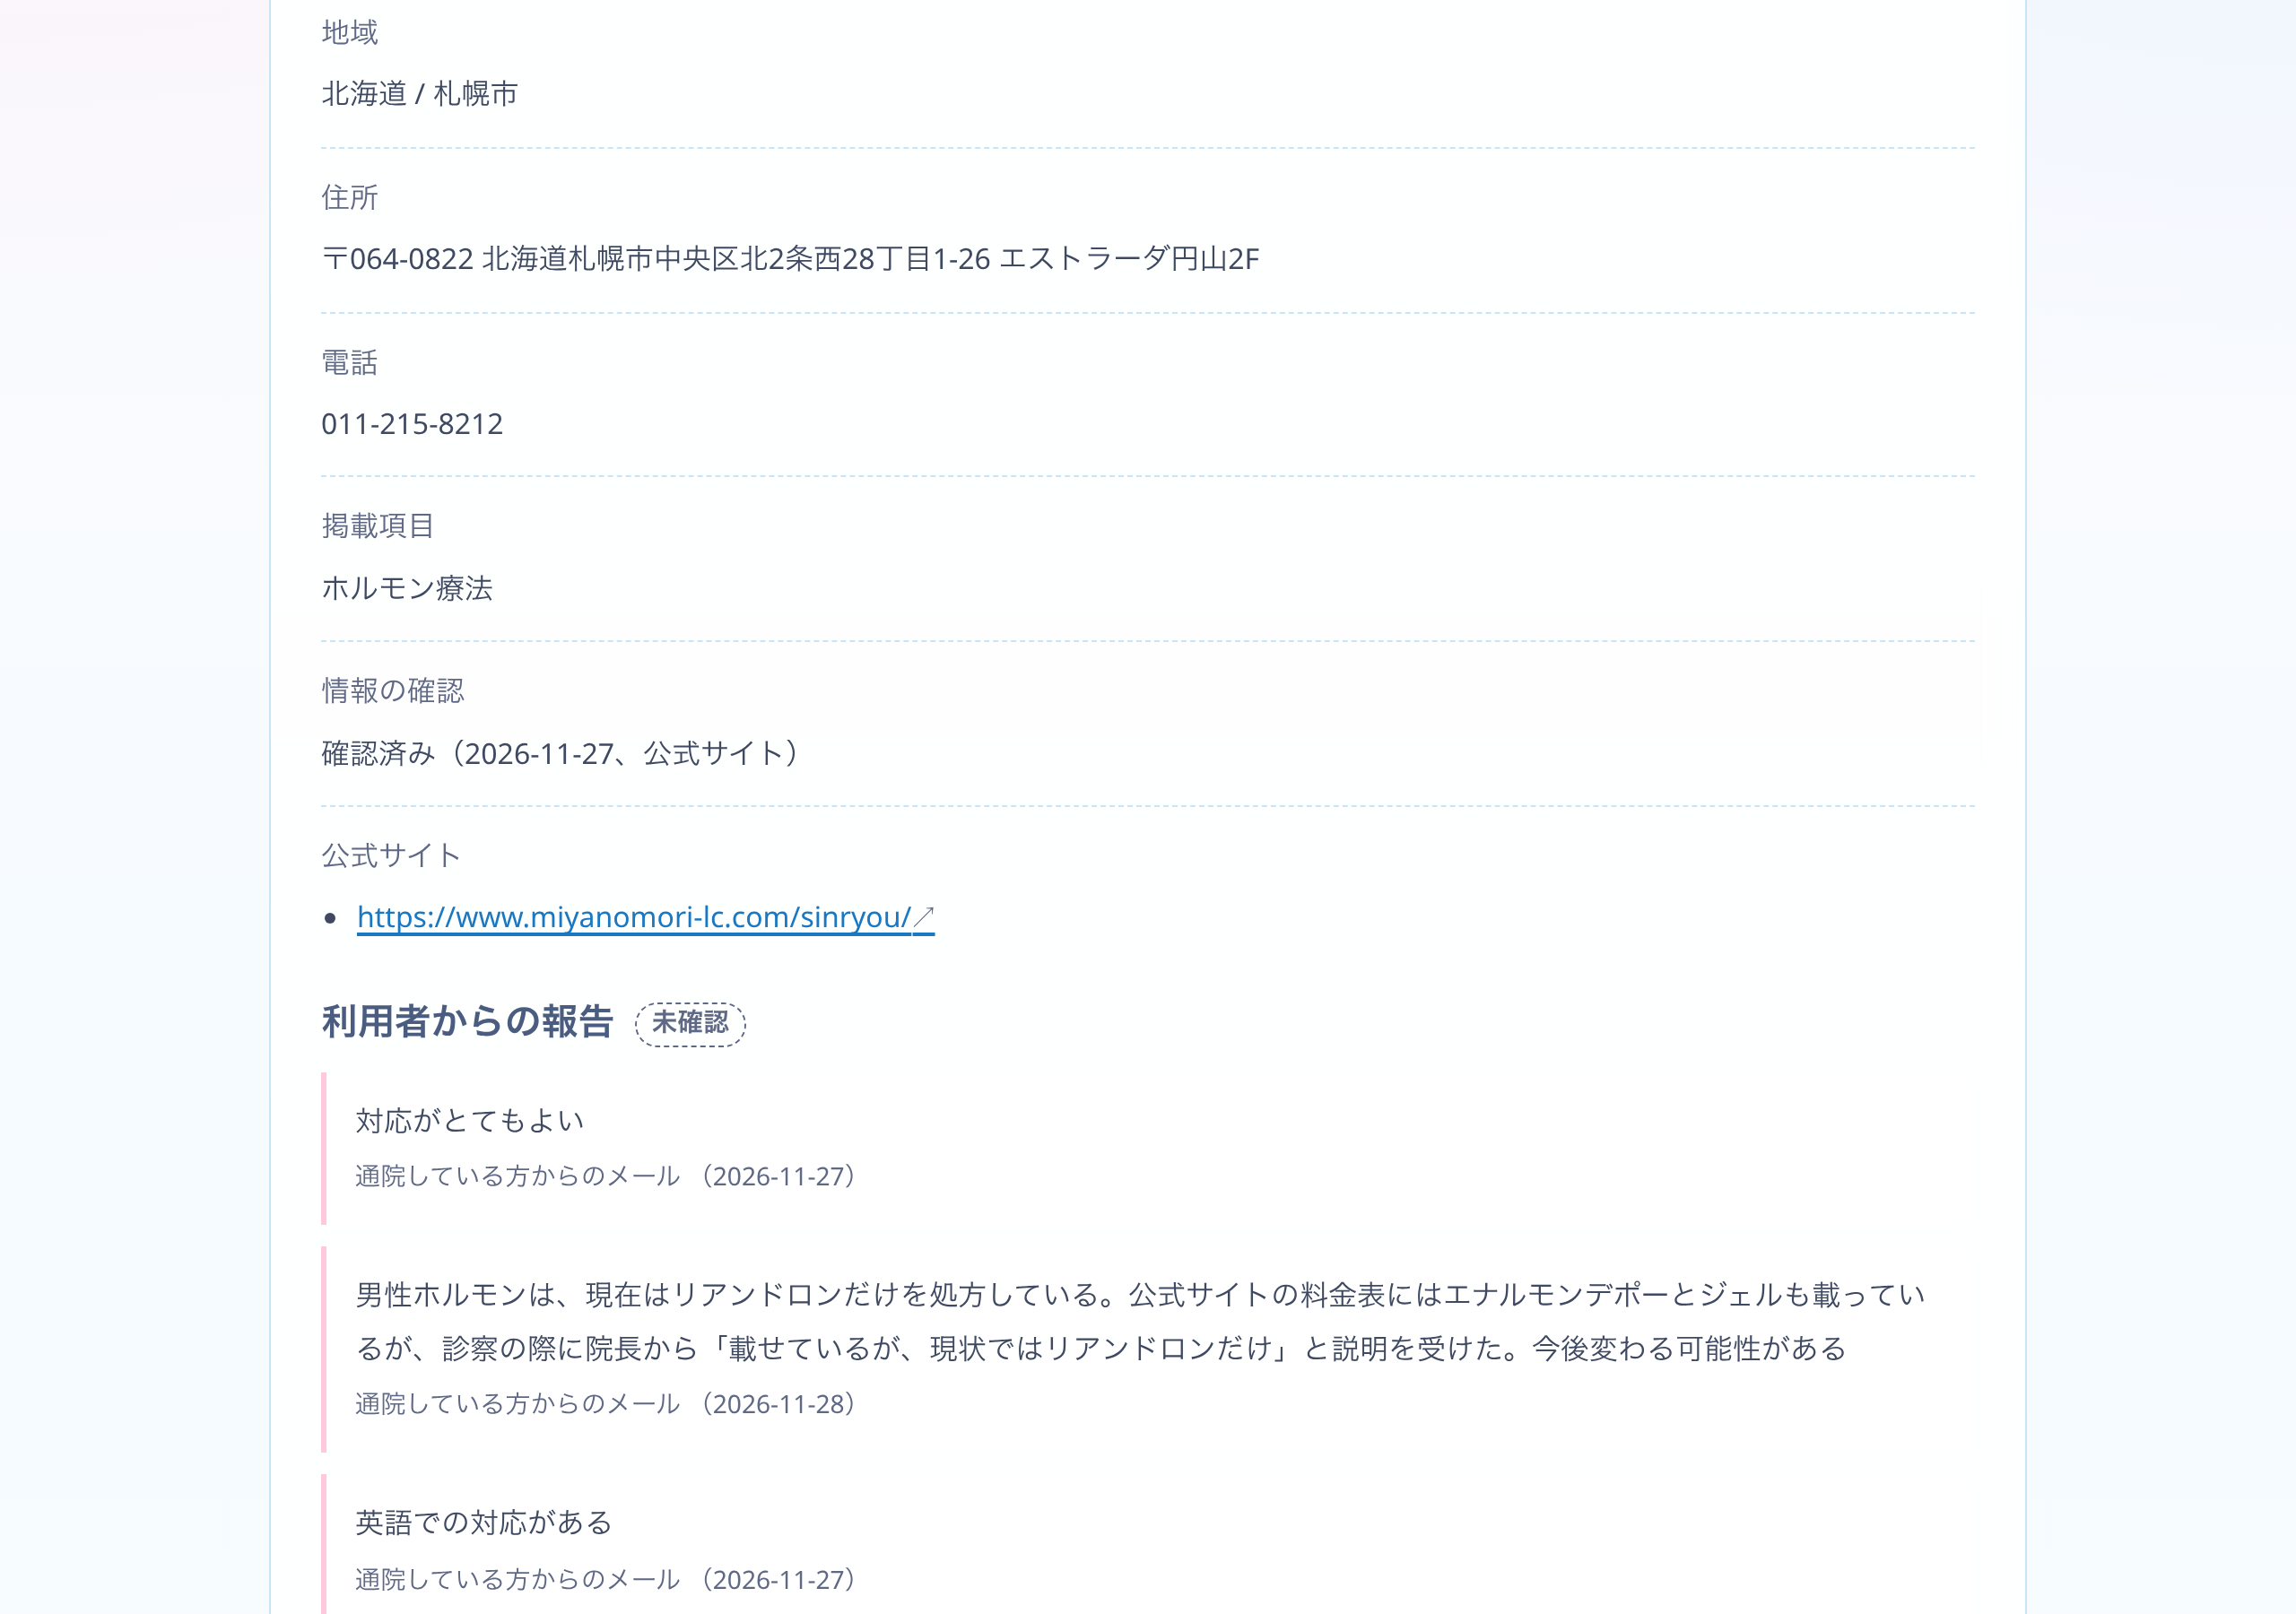 地域
北海道 / 札幌市
住所
〒064-0822 北海道札幌市中央区北2条西28丁目1-26 エストラーダ円山2F
電話
011-215-8212
掲載項目
ホルモン療法
情報の確認
確認済み（2026-11-27、公式サイト）
公式サイト
• https://www.miyanomori-lc.com/sinryou/↗
利用者からの報告 未確認
対応がとてもよい
通院している方からのメール （2026-11-27）
男性ホルモンは、現在はリアンドロンだけを処方している。公式サイトの料金表にはエナルモンデポーとジェルも載ってい
るが、診察の際に院長から「載せているが、現状ではリアンドロンだけ」と説明を受けた。今後変わる可能性がある
通院している方からのメール （2026-11-28）
英語での対応がある
通院している方からのメール （2026-11-27）